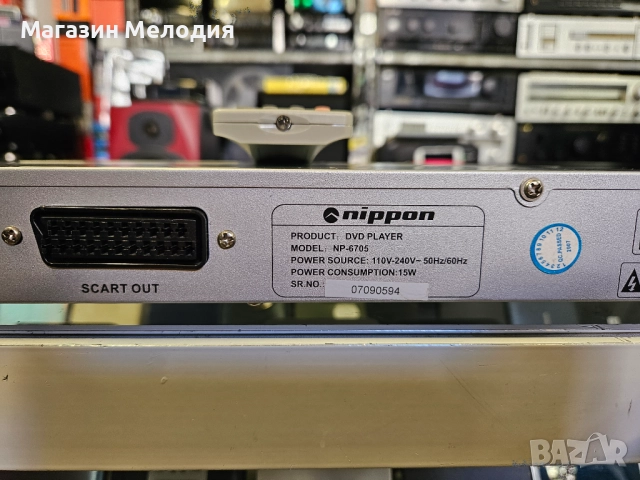 Магазин Мелодия
nippon
PRODUCT: DVD PLAYER
MODEL: NP-6705
POWER SOURCE: 110V-240V~ 50Hz/60Hz
POWER CONSUMPTION:15W
SR.NO.:
07090594
SCART OUT
BAZAR